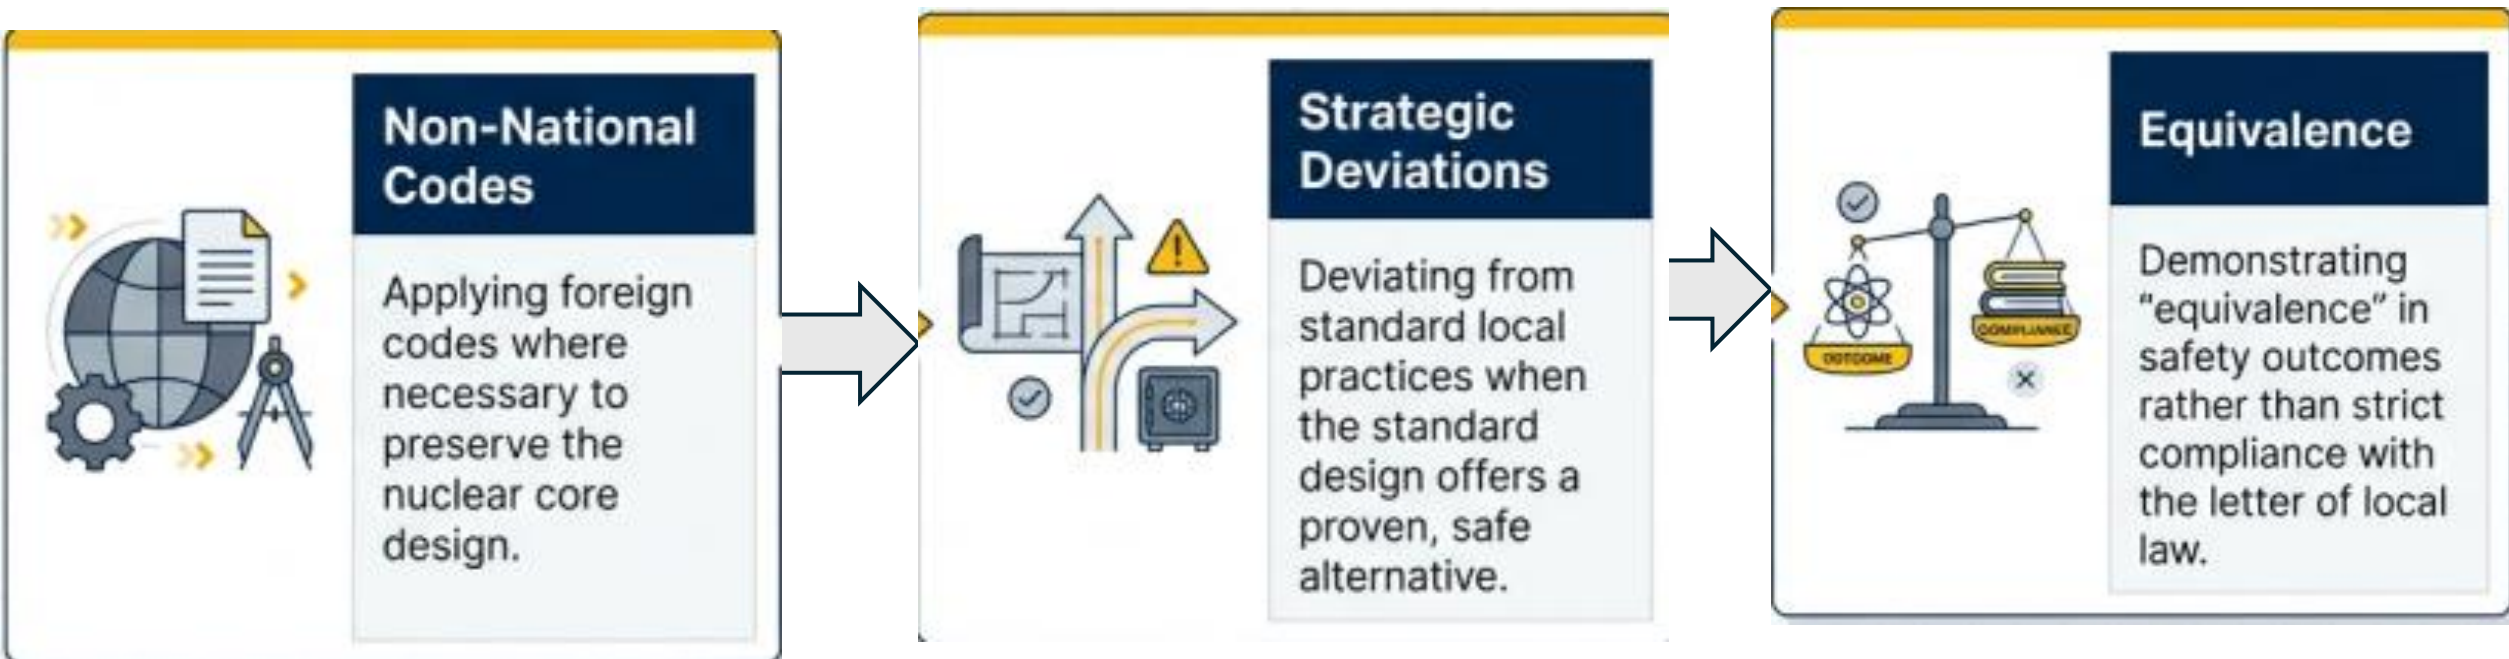 Non-National
Codes
Applying foreign
codes where
necessary to
preserve the
nuclear core
design.
Strategic
Deviations
Deviating from
standard local
practices when
the standard
design offers a
proven, safe
alternative.
Equivalence
OUTCOME
COMPLIANCE
Demonstrating
“equivalence” in
safety outcomes
rather than strict
compliance with
the letter of local
law.